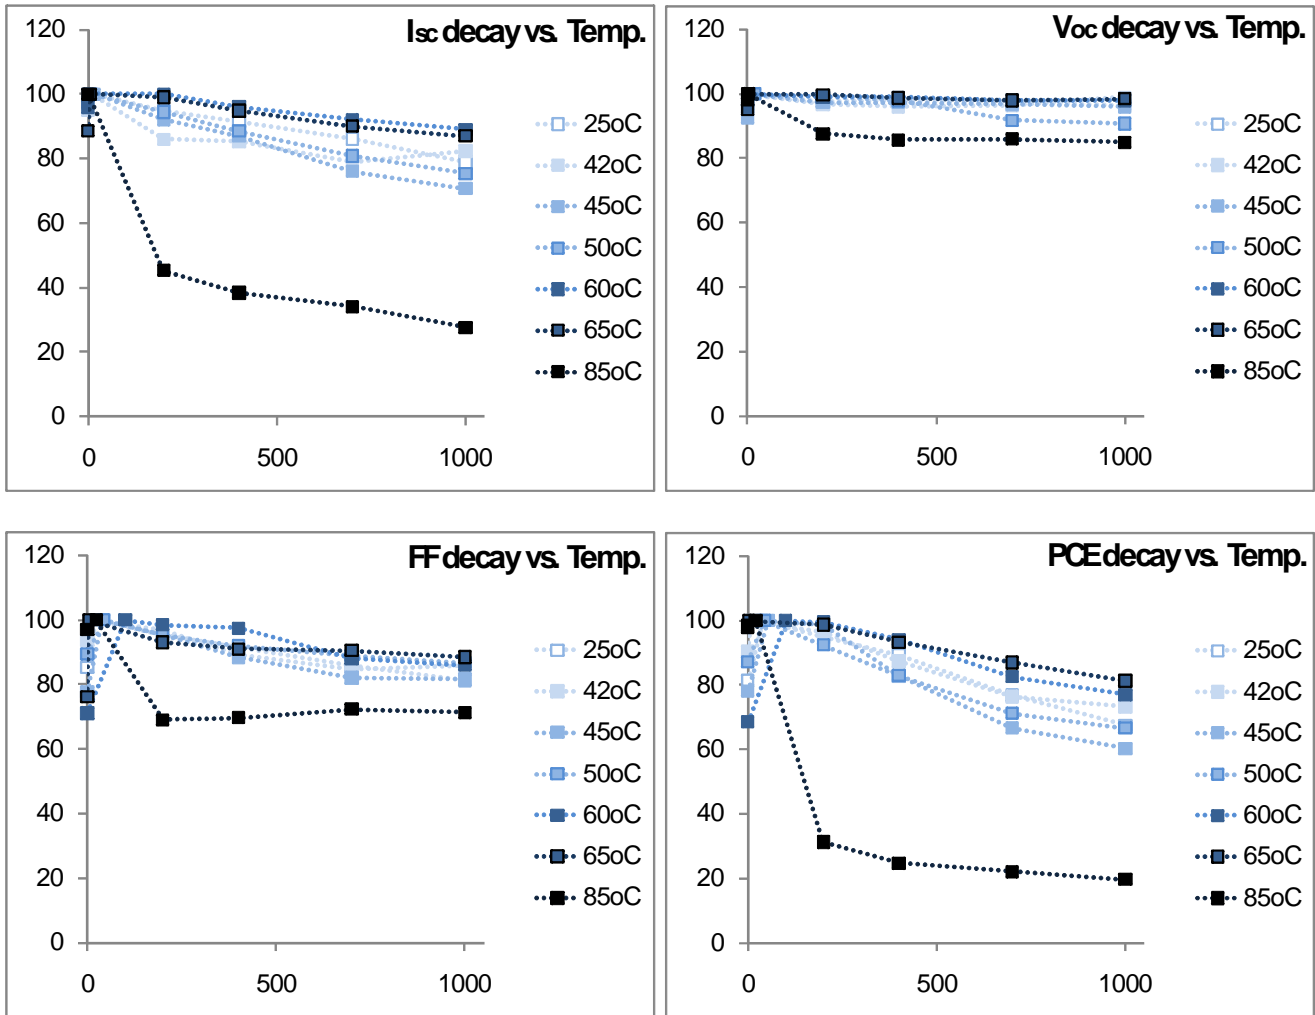 Isc decay vs. Temp.
120
100
80
60
40
20
0
0 500 1000
25oC
42oC
45oC
50oC
60oC
65oC
85oC
Voc decay vs. Temp.
120
100
80
60
40
20
0
0 500 1000
25oC
42oC
45oC
50oC
60oC
65oC
85oC
FF decay vs. Temp.
120
100
80
60
40
20
0
0 500 1000
25oC
42oC
45oC
50oC
60oC
65oC
85oC
PCE decay vs. Temp.
120
100
80
60
40
20
0
0 500 1000
25oC
42oC
45oC
50oC
60oC
65oC
85oC